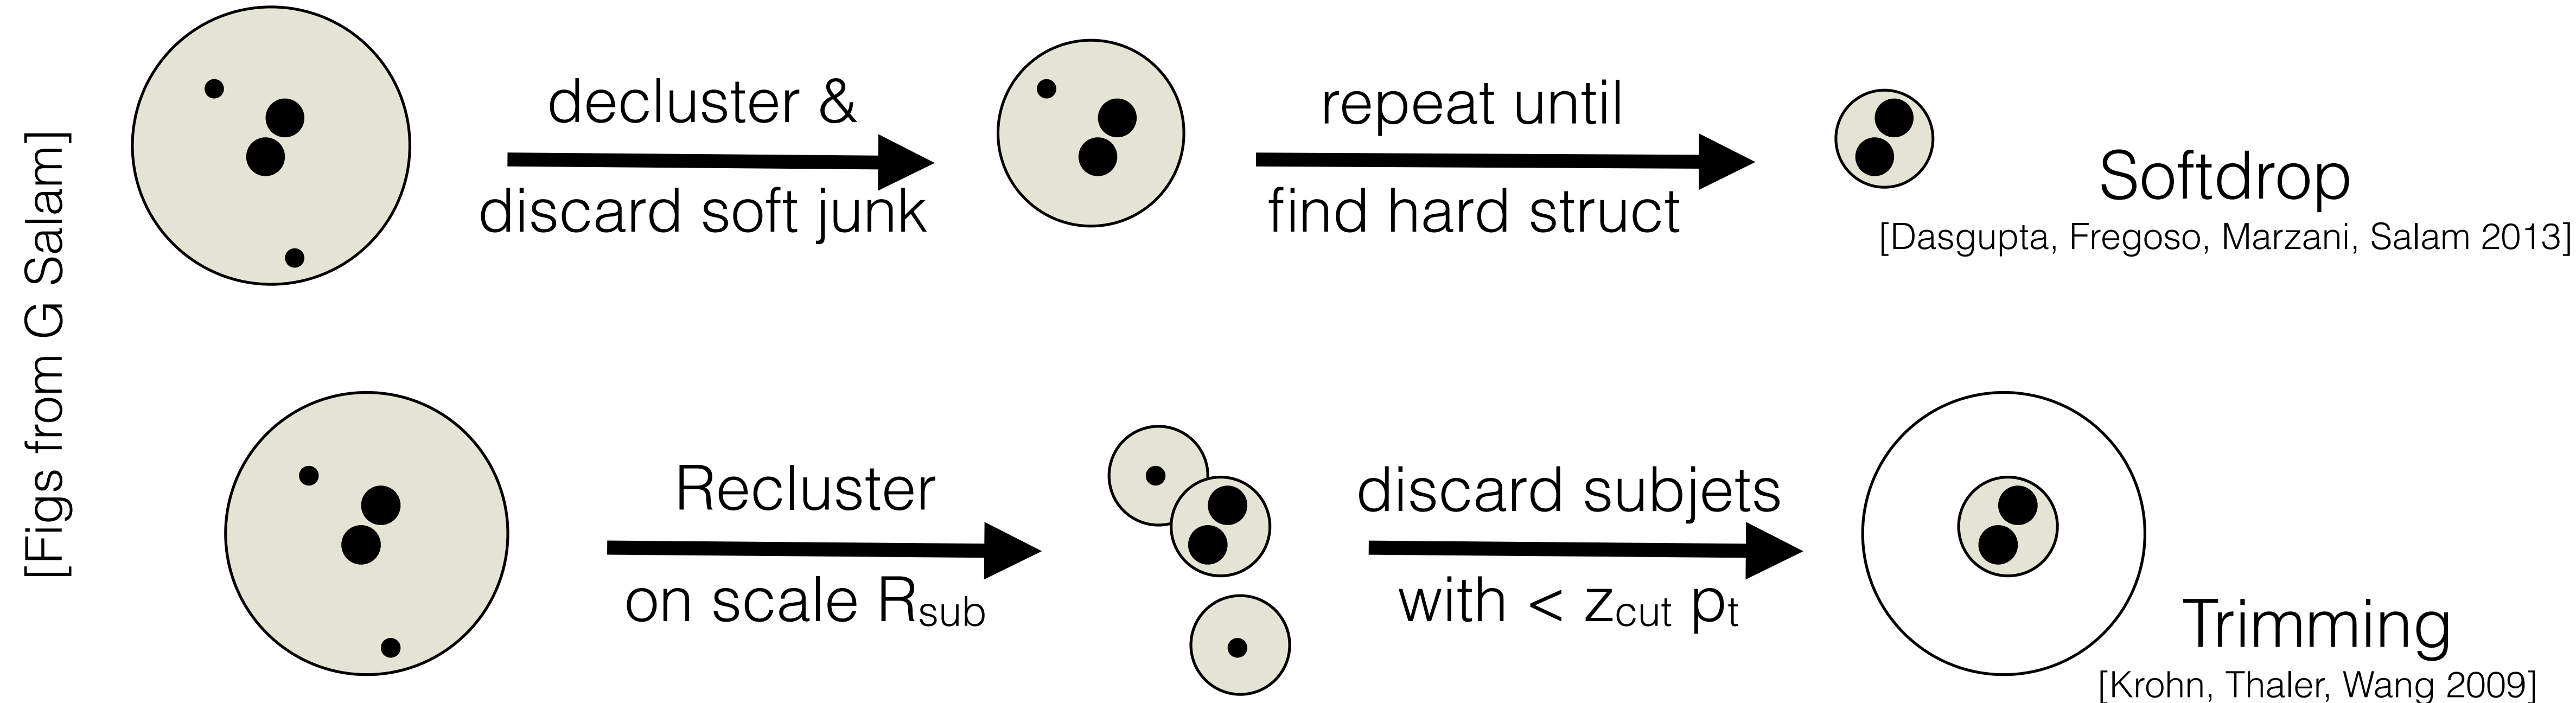 [Figs from G Salam]
decluster &
discard soft junk
repeat until
find hard struct
Softdrop
[Dasgupta, Fregoso, Marzani, Salam 2013]
Recluster
on scale Rsub
discard subjets
with < zcut pt
Trimming
[Krohn, Thaler, Wang 2009]